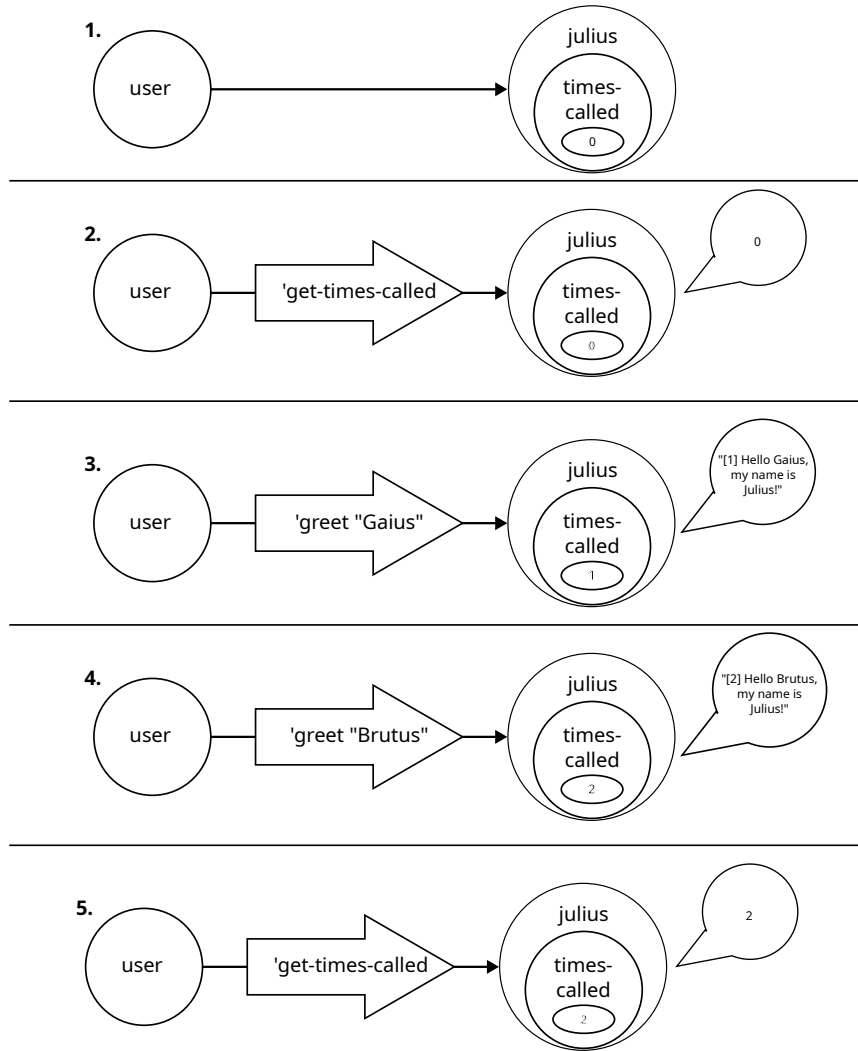 1.
user
julius
times-
called
0
2.
user
'get-times-called
julius
times-
called
0
0
3.
user
'greet "Gaius"
julius
times-
called
1
"[1] Hello Gaius,
my name is
Julius!"
4.
user
'greet "Brutus"
julius
times-
called
2
"[2] Hello Brutus,
my name is
Julius!"
5.
user
'get-times-called
julius
times-
called
2
2